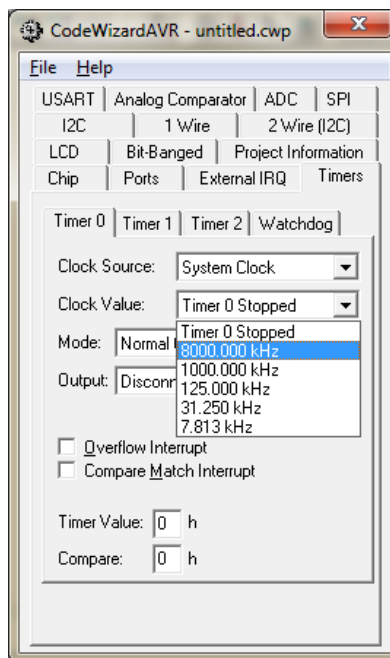 CodeWizardAVR - untitled.cwp
File Help
USART Analog Comparator ADC SPI
I2C 1 Wire 2 Wire (I2C)
LCD Bit-Banged Project Information
Chip Ports External IRQ Timers
Timer 0 Timer 1 Timer 2 Watchdog
Clock Source: System Clock
Clock Value: Timer 0 Stopped
Timer 0 Stopped
Mode: Normal
8000.000 kHz
1000.000 kHz
Output: Disconn
125.000 kHz
31.250 kHz
7.813 kHz
Overflow Interrupt
Compare Match Interrupt
Timer Value: 0 h
Compare: 0 h